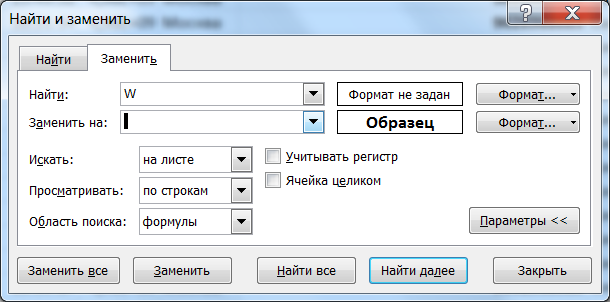 Найти и заменить
Найти
Заменить
Найти:
W
Формат не задан
Формат...
Заменить на:
Образец
Формат...
Искать:
на листе
Учитывать регистр
Просматривать:
по строкам
Ячейка целиком
Область поиска:
формулы
Параметры <<
Заменить все
Заменить
Найти все
Найти далее
Закрыть